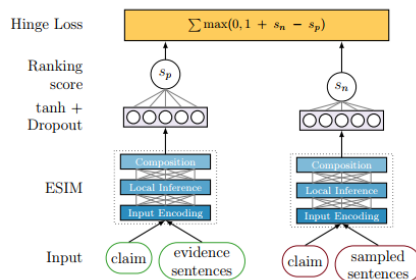 Hinge Loss
∑ max(0, 1 + s_n − s_p)
Ranking score
s_p
s_n
tanh + Dropout
ESIM
Composition
Local Inference
Input Encoding
Composition
Local Inference
Input Encoding
Input
claim
evidence sentences
claim
sampled sentences